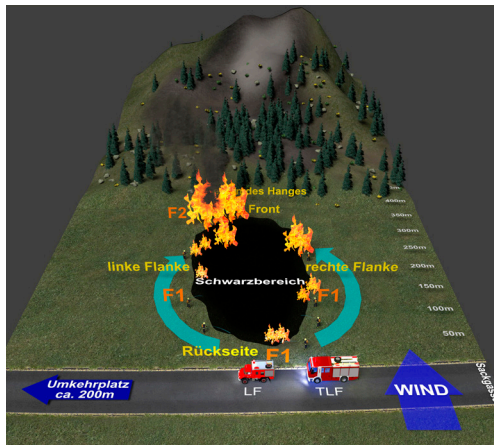 des Hanges
F2
Front
400m
350m
300m
250m
linke Flanke
rechte Flanke
200m
Schwarzbereich
150m
F1
F1
100m
50m
Rückseite
F1
Umkehrplatz
ca. 200m
LF
TLF
WIND
Sackgasse